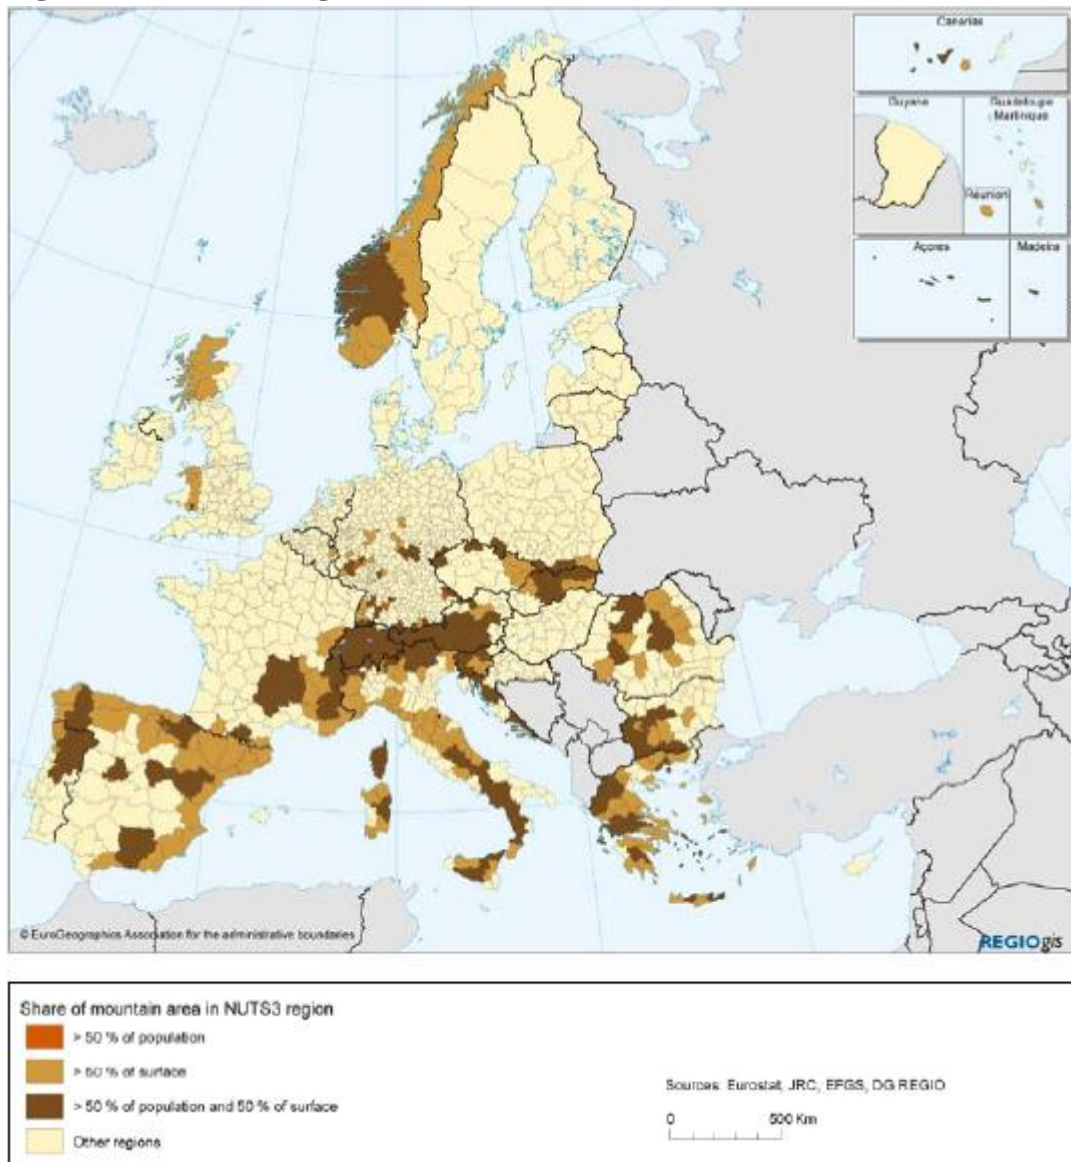 Canarias
Guyane
Guadeloupe
Martinique
Réunion
Açores
Madeira
© EuroGeographics Association for the administrative boundaries
REGIOgis
Share of mountain area in NUTS3 region
> 50 % of population
> 50 % of surface
> 50 % of population and 50 % of surface
Other regions
Sources: Eurostat, JRC, EFGS, DG REGIO
0 500 Km